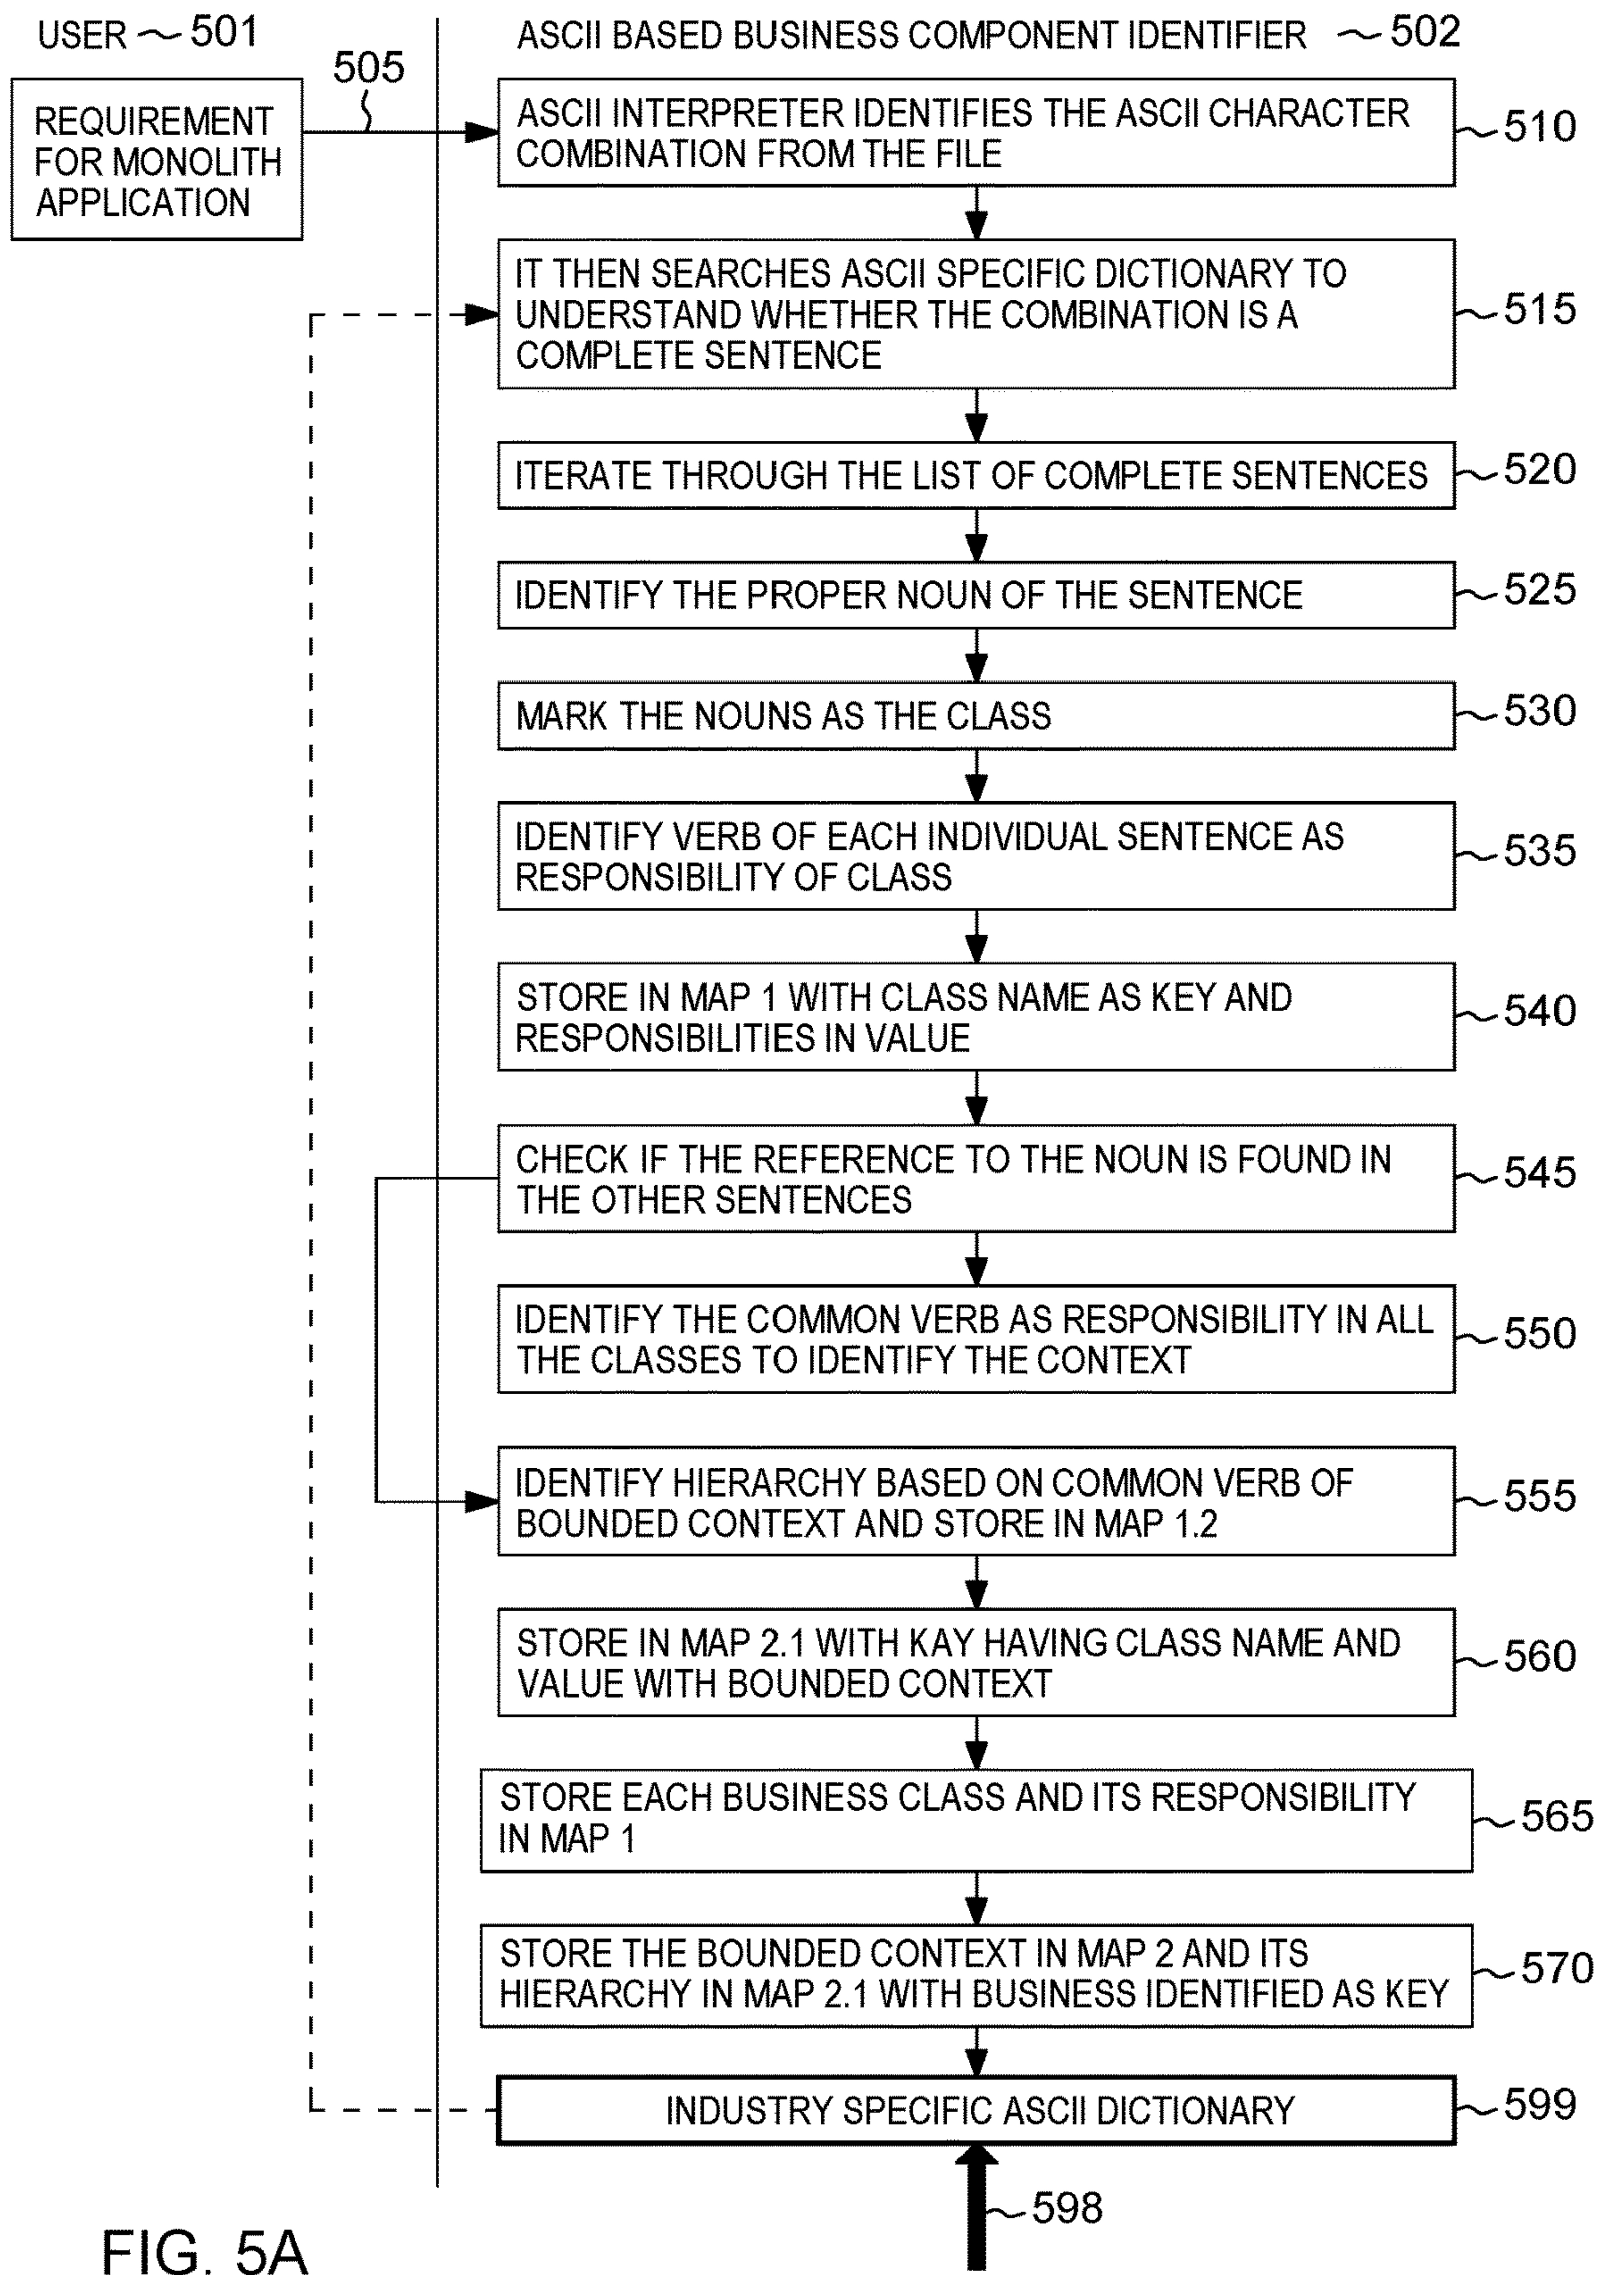 USER 501
ASCII BASED BUSINESS COMPONENT IDENTIFIER 502
505
REQUIREMENT
FOR MONOLITH
APPLICATION
ASCII INTERPRETER IDENTIFIES THE ASCII CHARACTER
COMBINATION FROM THE FILE
510
IT THEN SEARCHES ASCII SPECIFIC DICTIONARY TO
UNDERSTAND WHETHER THE COMBINATION IS A
COMPLETE SENTENCE
515
ITERATE THROUGH THE LIST OF COMPLETE SENTENCES
520
IDENTIFY THE PROPER NOUN OF THE SENTENCE
525
MARK THE NOUNS AS THE CLASS
530
IDENTIFY VERB OF EACH INDIVIDUAL SENTENCE AS
RESPONSIBILITY OF CLASS
535
STORE IN MAP 1 WITH CLASS NAME AS KEY AND
RESPONSIBILITIES IN VALUE
540
CHECK IF THE REFERENCE TO THE NOUN IS FOUND IN
THE OTHER SENTENCES
545
IDENTIFY THE COMMON VERB AS RESPONSIBILITY IN ALL
THE CLASSES TO IDENTIFY THE CONTEXT
550
IDENTIFY HIERARCHY BASED ON COMMON VERB OF
BOUNDED CONTEXT AND STORE IN MAP 1.2
555
STORE IN MAP 2.1 WITH KAY HAVING CLASS NAME AND
VALUE WITH BOUNDED CONTEXT
560
STORE EACH BUSINESS CLASS AND ITS RESPONSIBILITY
IN MAP 1
565
STORE THE BOUNDED CONTEXT IN MAP 2 AND ITS
HIERARCHY IN MAP 2.1 WITH BUSINESS IDENTIFIED AS KEY
570
INDUSTRY SPECIFIC ASCII DICTIONARY
599
598
FIG. 5A